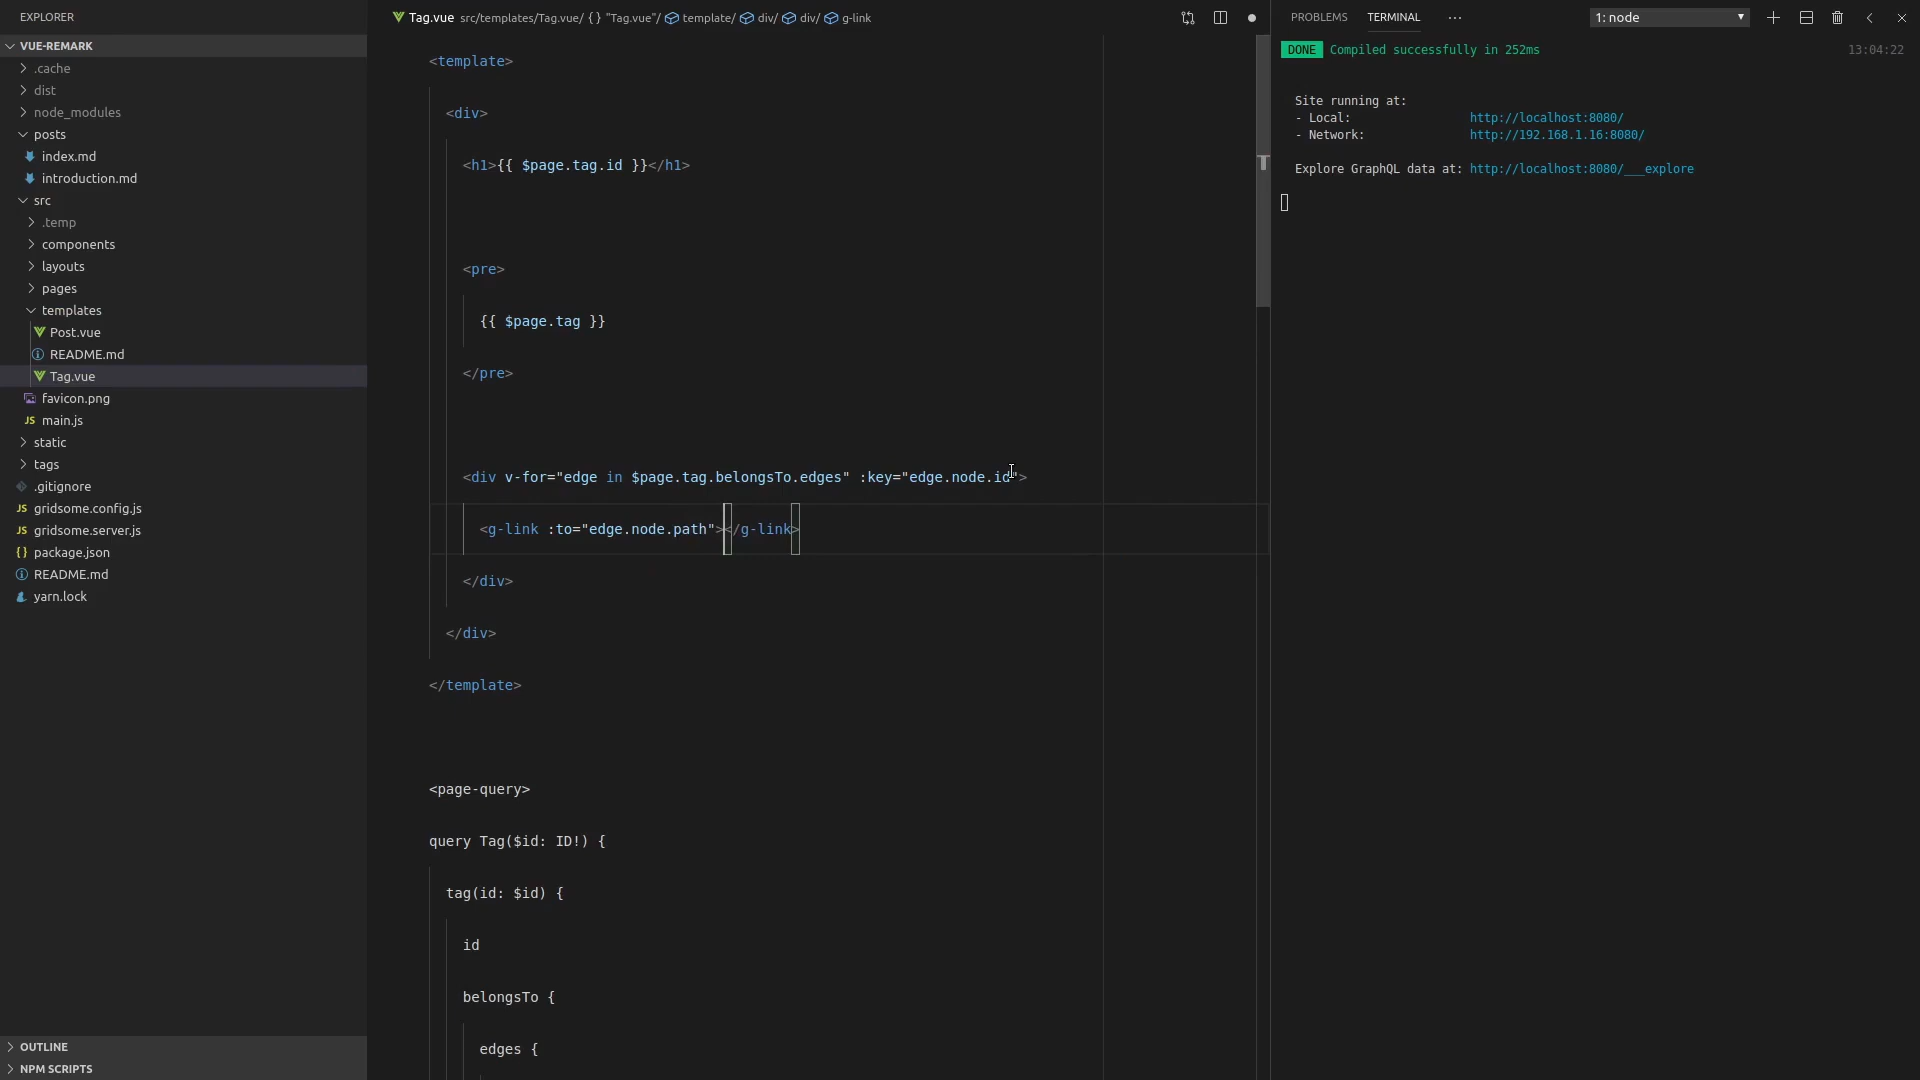 EXPLORER
VUE-REMARK
.cache
dist
node_modules
posts
index.md
introduction.md
src
.temp
components
layouts
pages
templates
Post.vue
README.md
Tag.vue
favicon.png
JS main.js
static
tags
.gitignore
JS gridsome.config.js
JS gridsome.server.js
{ } package.json
README.md
yarn.lock
OUTLINE
NPM SCRIPTS
Tag.vue src/templates/Tag.vue/ { } "Tag.vue"/ template/ div/ div/ g-link
<template>
<div>
<h1>{{ $page.tag.id }}</h1>
<pre>
{{ $page.tag }}
</pre>
<div v-for="edge in $page.tag.belongsTo.edges" :key="edge.node.id">
<g-link :to="edge.node.path"></g-link>
</div>
</div>
</template>
<page-query>
query Tag($id: ID!) {
tag(id: $id) {
id
belongsTo {
edges {
PROBLEMS TERMINAL ··· 1: node
DONE Compiled successfully in 252ms 13:04:22
Site running at:
- Local: http://localhost:8080/
- Network: http://192.168.1.16:8080/
Explore GraphQL data at: http://localhost:8080/___explore